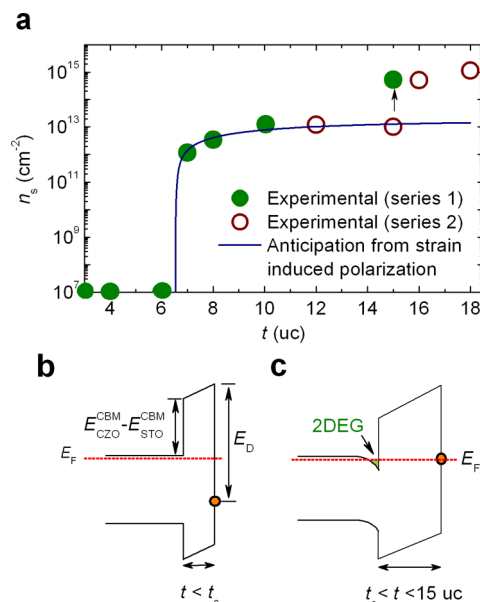 a
10^15
10^13
10^11
10^9
10^7
n_s (cm^-2)
Experimental (series 1)
Experimental (series 2)
Anticipation from strain
induced polarization
4 6 8 10 12 14 16 18
t (uc)
b
c
E_CZO^CBM-E_STO^CBM
E_D
E_F
t < t_c
2DEG
E_F
t_c< t <15 uc